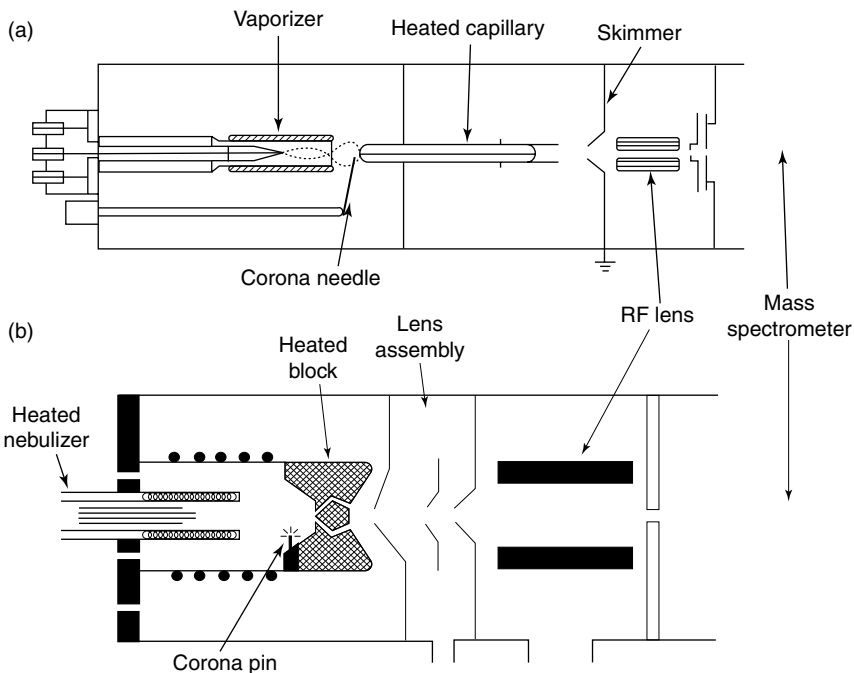 (a)
Vaporizer
Heated capillary
Skimmer
Corona needle
RF lens
Mass
spectrometer
(b)
Heated
nebulizer
Heated
block
Lens
assembly
Corona pin